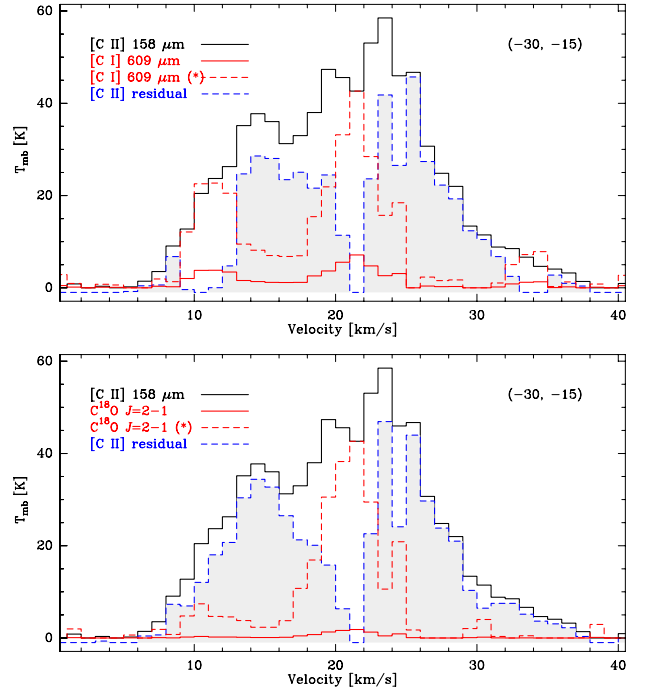 60
40
20
0
T_mb [K]
[C II] 158 μm
[C I] 609 μm
[C I] 609 μm (*)
[C II] residual
(−30, −15)
10 20 30 40
Velocity [km/s]
60
40
20
0
T_mb [K]
[C II] 158 μm
C¹⁸O J=2−1
C¹⁸O J=2−1 (*)
[C II] residual
(−30, −15)
10 20 30 40
Velocity [km/s]